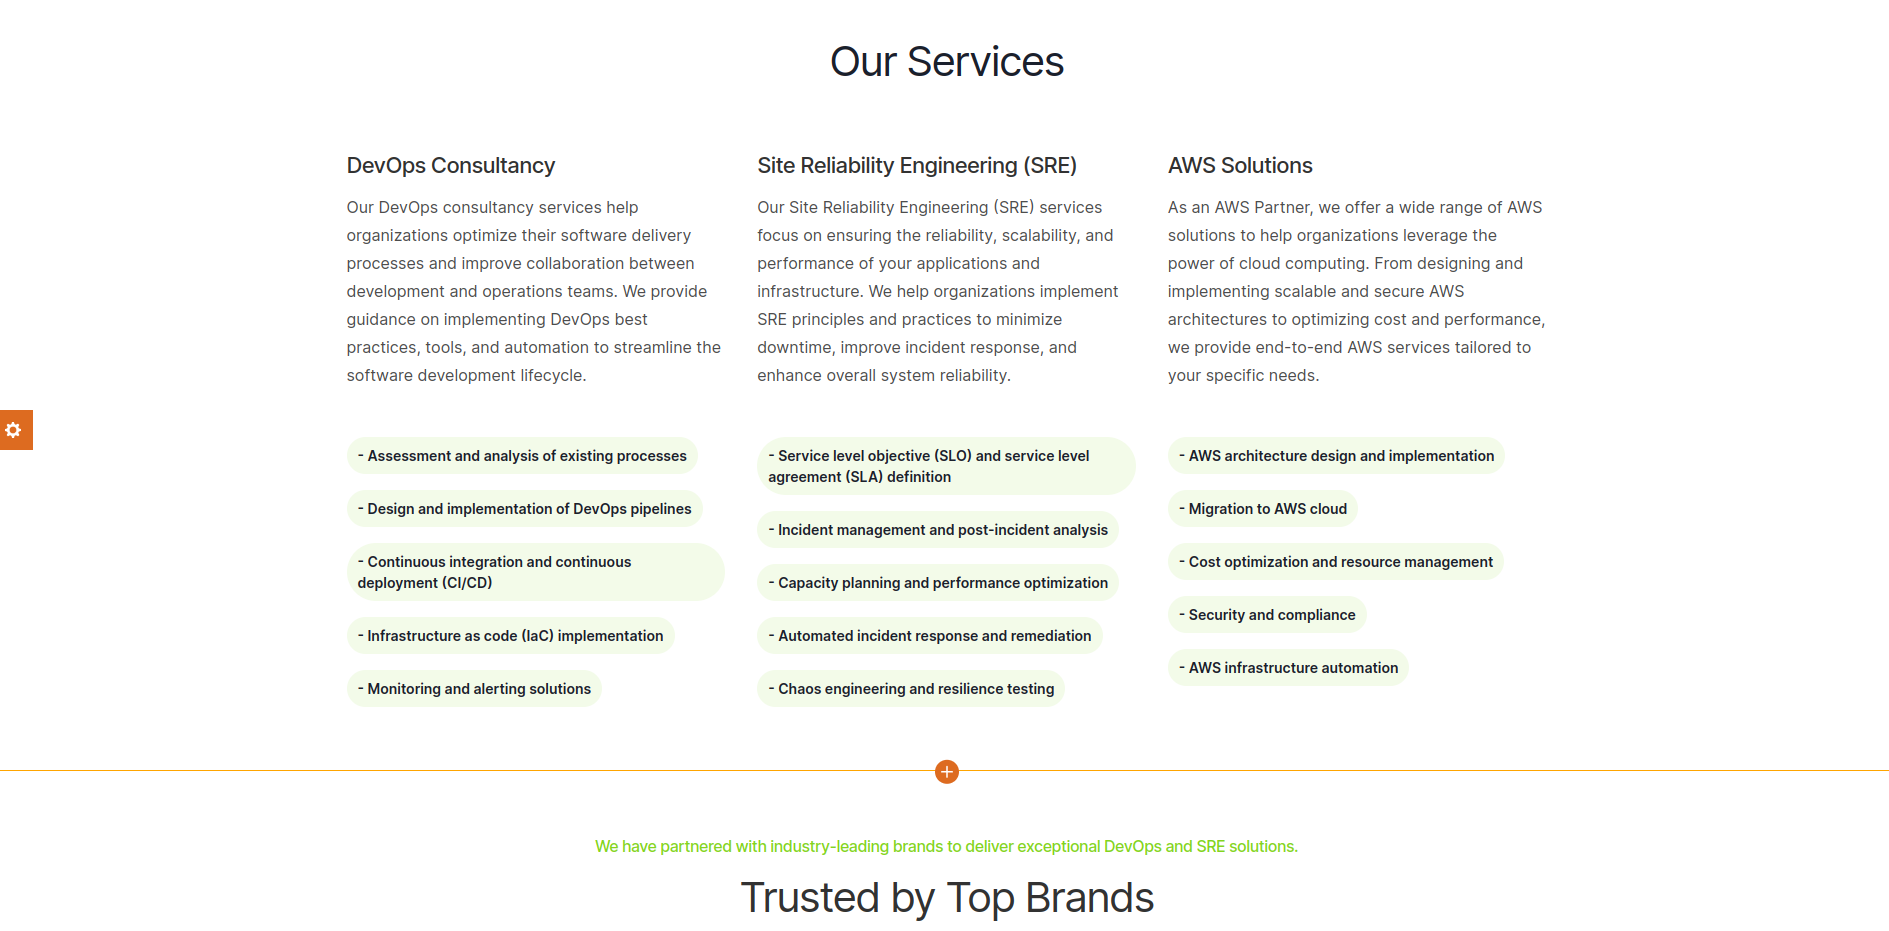 Our Services
DevOps Consultancy
Our DevOps consultancy services help
organizations optimize their software delivery
processes and improve collaboration between
development and operations teams. We provide
guidance on implementing DevOps best
practices, tools, and automation to streamline the
software development lifecycle.
- Assessment and analysis of existing processes
- Design and implementation of DevOps pipelines
- Continuous integration and continuous
deployment (CI/CD)
- Infrastructure as code (IaC) implementation
- Monitoring and alerting solutions
Site Reliability Engineering (SRE)
Our Site Reliability Engineering (SRE) services
focus on ensuring the reliability, scalability, and
performance of your applications and
infrastructure. We help organizations implement
SRE principles and practices to minimize
downtime, improve incident response, and
enhance overall system reliability.
- Service level objective (SLO) and service level
agreement (SLA) definition
- Incident management and post-incident analysis
- Capacity planning and performance optimization
- Automated incident response and remediation
- Chaos engineering and resilience testing
AWS Solutions
As an AWS Partner, we offer a wide range of AWS
solutions to help organizations leverage the
power of cloud computing. From designing and
implementing scalable and secure AWS
architectures to optimizing cost and performance,
we provide end-to-end AWS services tailored to
your specific needs.
- AWS architecture design and implementation
- Migration to AWS cloud
- Cost optimization and resource management
- Security and compliance
- AWS infrastructure automation
We have partnered with industry-leading brands to deliver exceptional DevOps and SRE solutions.
Trusted by Top Brands